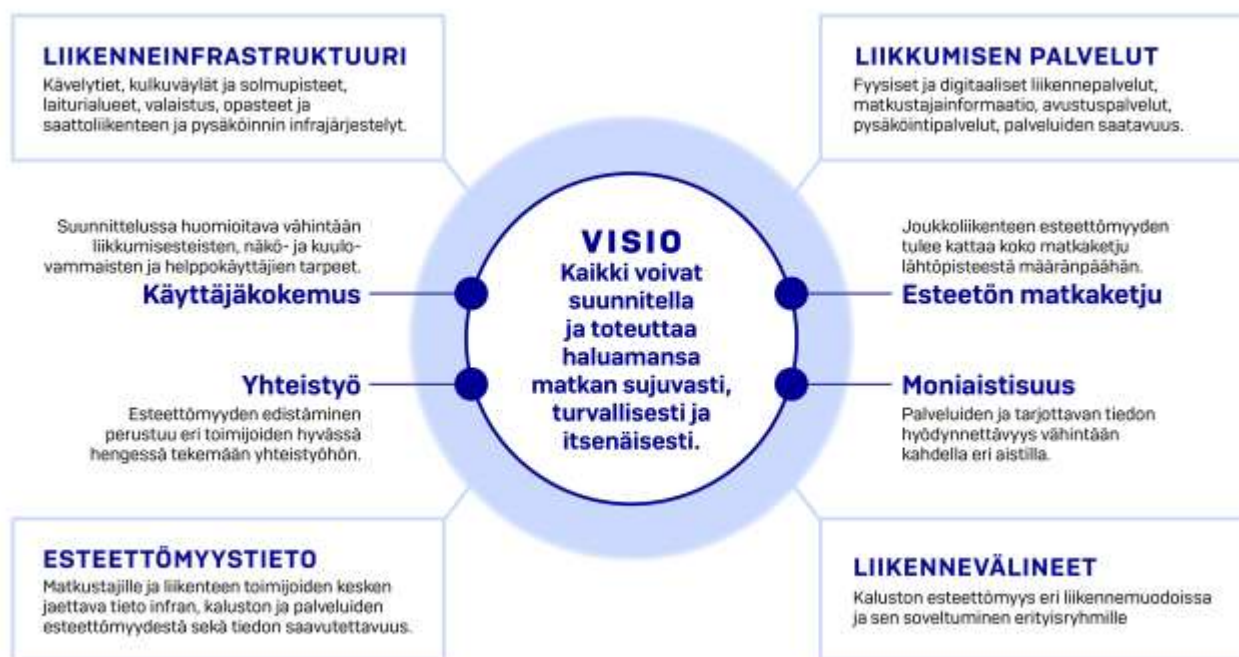 LIIKENNEINFRASTRUKTUURI
Kävelytiet, kulkuväylät ja solmupisteet,
laiturialueet, valaistus, opasteet ja
saattoliikenteen ja pysäköinnin infrajärjestelyt.
LIIKKUMISEN PALVELUT
Fyysiset ja digitaaliset liikennepalvelut,
matkustajainformaatio, avustuspalvelut,
pysäköintipalvelut, palveluiden saatavuus.
Suunnittelussa huomioitava vähintään
liikkumisesteisten, näkö- ja kuulo-
vammaisten ja helppokäyttäjien tarpeet.
Käyttäjäkokemus
Yhteistyö
Esteettömyyden edistäminen
perustuu eri toimijoiden hyvässä
hengessä tekemään yhteistyöhön.
VISIO
Kaikki voivat
suunnitella
ja toteuttaa
haluamansa
matkan sujuvasti,
turvallisesti ja
itsenäisesti.
Joukkoliikenteen esteettömyyden
tulee kattaa koko matkaketju
lähtöpisteestä määränpäähän.
Esteetön matkaketju
Moniaistisuus
Palveluiden ja tarjottavan tiedon
hyödynnettävyys vähintään
kahdella eri aistilla.
ESTEETTÖMYYSTIETO
Matkustajille ja liikenteen toimijoiden kesken
jaettava tieto infran, kaluston ja palveluiden
esteettömyydestä sekä tiedon saavutettavuus.
LIIKENNEVÄLINEET
Kaluston esteettömyys eri liikennemuodoissa
ja sen soveltuminen erityisryhmille